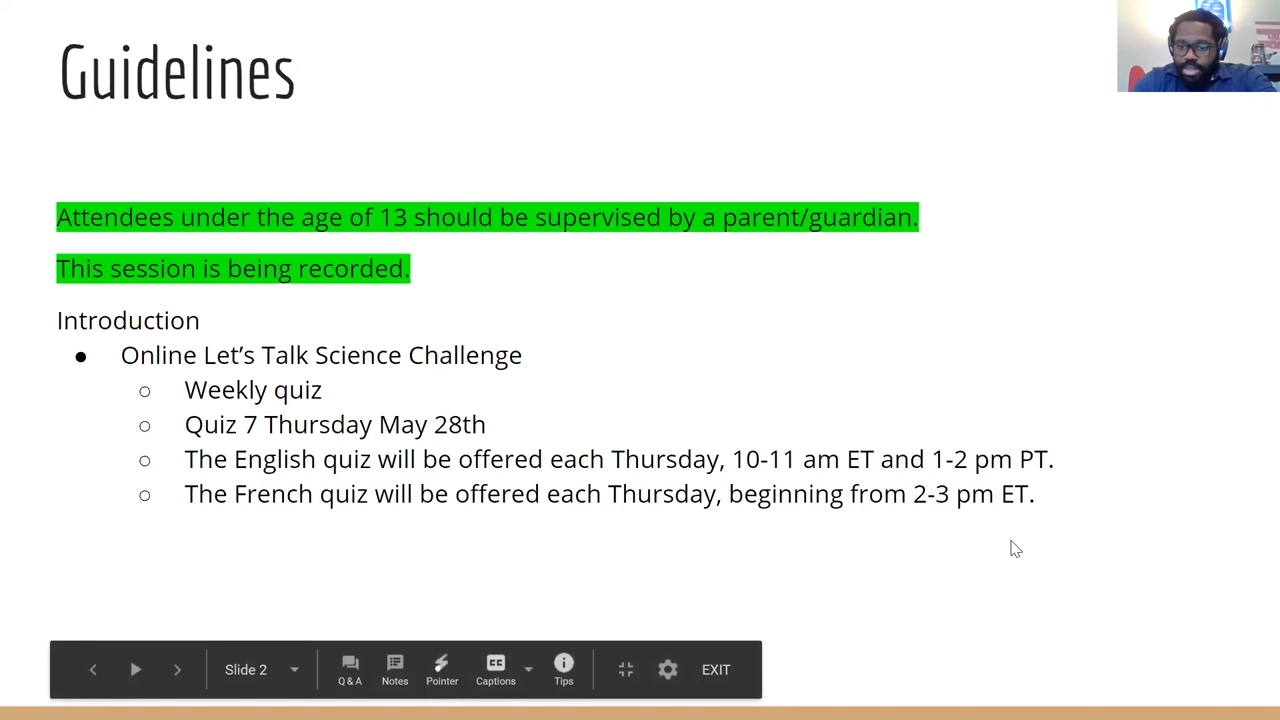 Guidelines
Attendees under the age of 13 should be supervised by a parent/guardian.
This session is being recorded.
Introduction
● Online Let’s Talk Science Challenge
○ Weekly quiz
○ Quiz 7 Thursday May 28th
○ The English quiz will be offered each Thursday, 10-11 am ET and 1-2 pm PT.
○ The French quiz will be offered each Thursday, beginning from 2-3 pm ET.
Slide 2
Q & A
Notes
Pointer
CC
Captions
Tips
EXIT